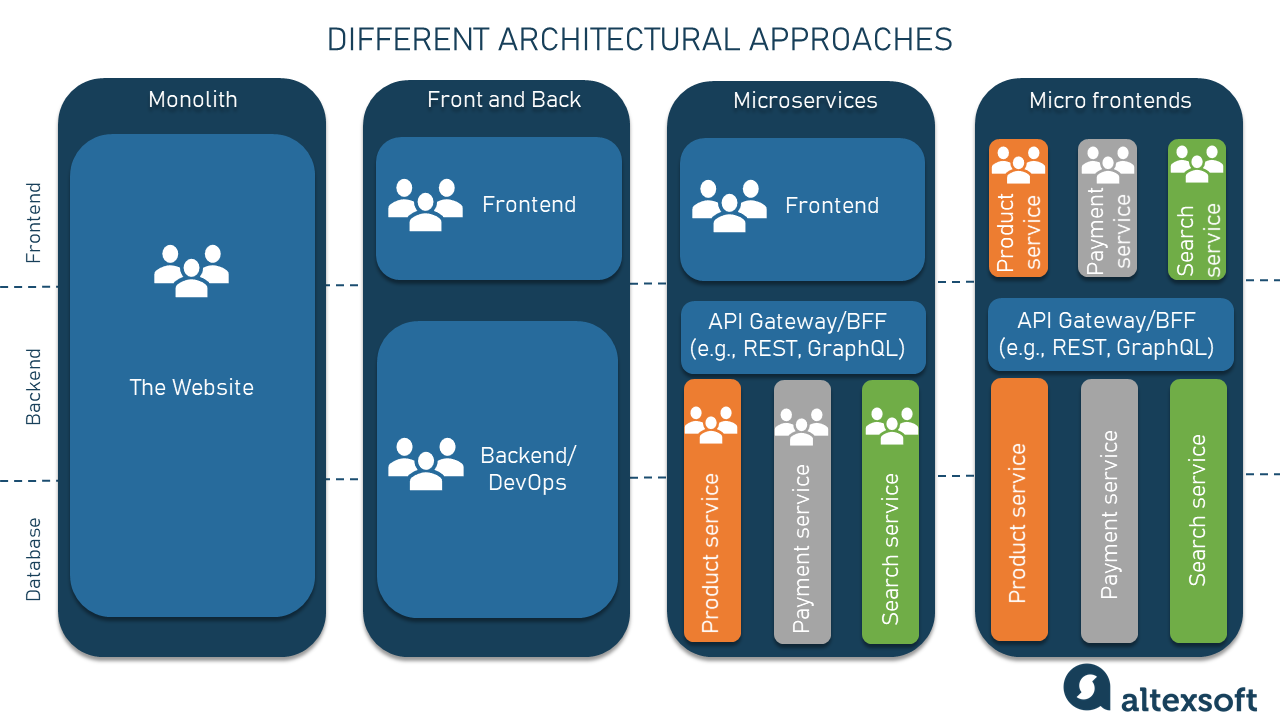 DIFFERENT ARCHITECTURAL APPROACHES
Frontend
Backend
Database
Monolith
The Website
Front and Back
Frontend
Backend/
DevOps
Microservices
Frontend
API Gateway/BFF
(e.g., REST, GraphQL)
Product service
Payment service
Search service
Micro frontends
Product
service
Payment
service
Search
service
API Gateway/BFF
(e.g., REST, GraphQL)
Product service
Payment service
Search service
altexsoft